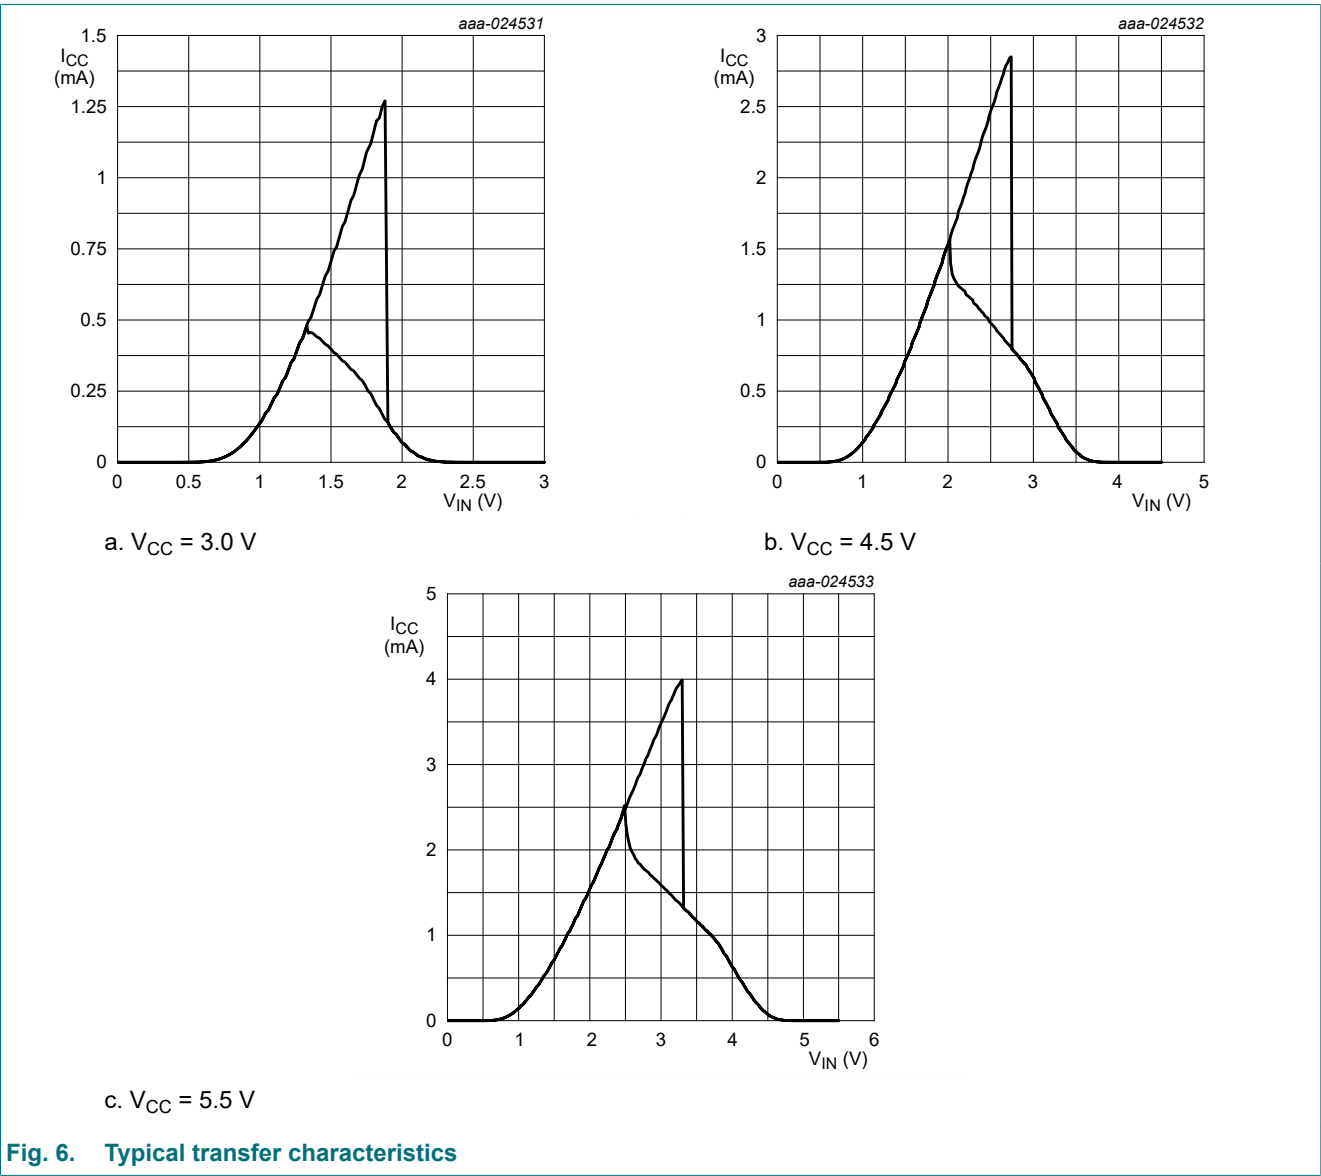 aaa-024531
1.5
ICC
(mA)
1.25
1
0.75
0.5
0.25
0
0 0.5 1 1.5 2 2.5 3
VIN (V)
a. VCC = 3.0 V
aaa-024532
3
ICC
(mA)
2.5
2
1.5
1
0.5
0
0 1 2 3 4 5
VIN (V)
b. VCC = 4.5 V
aaa-024533
5
ICC
(mA)
4
3
2
1
0
0 1 2 3 4 5 6
VIN (V)
c. VCC = 5.5 V
Fig. 6. Typical transfer characteristics